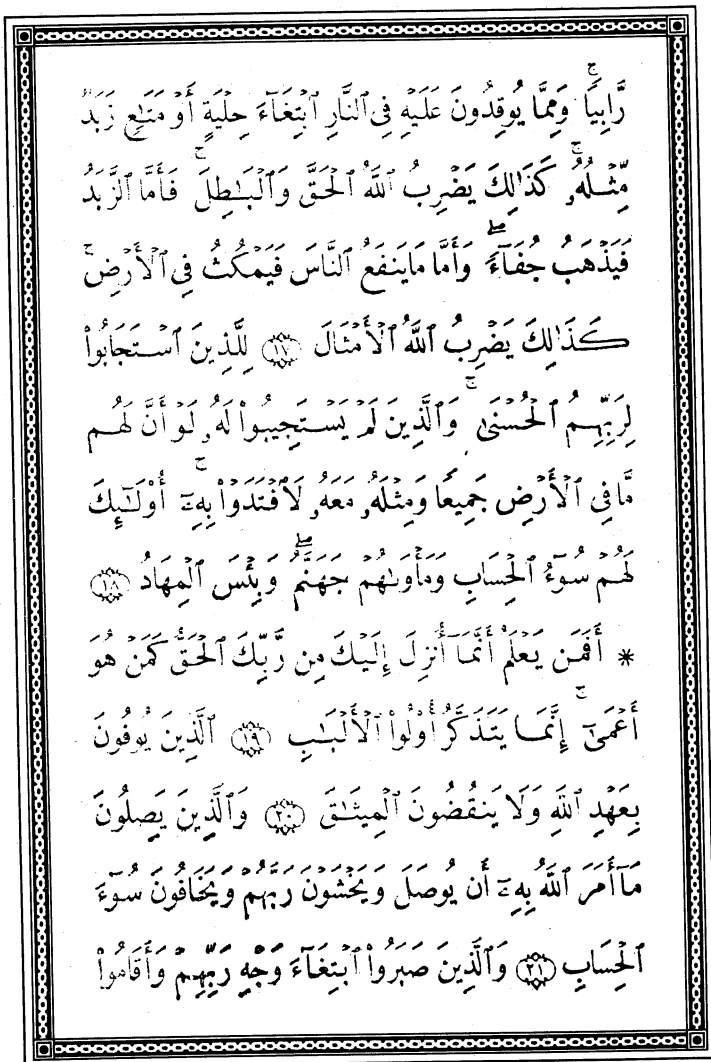 رَّابِيًاۚ وَمِمَّا يُوقِدُونَ عَلَيْهِ فِي ٱلنَّارِ ٱبْتِغَآءَ حِلْيَةٍ أَوْ مَتَٰعٍ زَبَدٌ
مِّثْلُهُۥۚ كَذَٰلِكَ يَضْرِبُ ٱللَّهُ ٱلْحَقَّ وَٱلْبَٰطِلَۚ فَأَمَّا ٱلزَّبَدُ
فَيَذْهَبُ جُفَآءًۖ وَأَمَّا مَا يَنفَعُ ٱلنَّاسَ فَيَمْكُثُ فِي ٱلْأَرْضِۚ
كَذَٰلِكَ يَضْرِبُ ٱللَّهُ ٱلْأَمْثَالَ ١٧ لِلَّذِينَ ٱسْتَجَابُوا۟
لِرَبِّهِمُ ٱلْحُسْنَىٰۚ وَٱلَّذِينَ لَمْ يَسْتَجِيبُوا۟ لَهُۥ لَوْ أَنَّ لَهُم
مَّا فِي ٱلْأَرْضِ جَمِيعًا وَمِثْلَهُۥ مَعَهُۥ لَٱفْتَدَوْا۟ بِهِۦٓۚ أُو۟لَٰٓئِكَ
لَهُمْ سُوٓءُ ٱلْحِسَابِ وَمَأْوَىٰهُمْ جَهَنَّمُۖ وَبِئْسَ ٱلْمِهَادُ ١٨
* أَفَمَن يَعْلَمُ أَنَّمَآ أُنزِلَ إِلَيْكَ مِن رَّبِّكَ ٱلْحَقُّ كَمَنْ هُوَ
أَعْمَىٰٓۚ إِنَّمَا يَتَذَكَّرُ أُو۟لُوا۟ ٱلْأَلْبَٰبِ ١٩ ٱلَّذِينَ يُوفُونَ
بِعَهْدِ ٱللَّهِ وَلَا يَنقُضُونَ ٱلْمِيثَٰقَ ٢٠ وَٱلَّذِينَ يَصِلُونَ
مَآ أَمَرَ ٱللَّهُ بِهِۦٓ أَن يُوصَلَ وَيَخْشَوْنَ رَبَّهُمْ وَيَخَافُونَ سُوٓءَ
ٱلْحِسَابِ ٢١ وَٱلَّذِينَ صَبَرُوا۟ ٱبْتِغَآءَ وَجْهِ رَبِّهِمْ وَأَقَامُوا۟